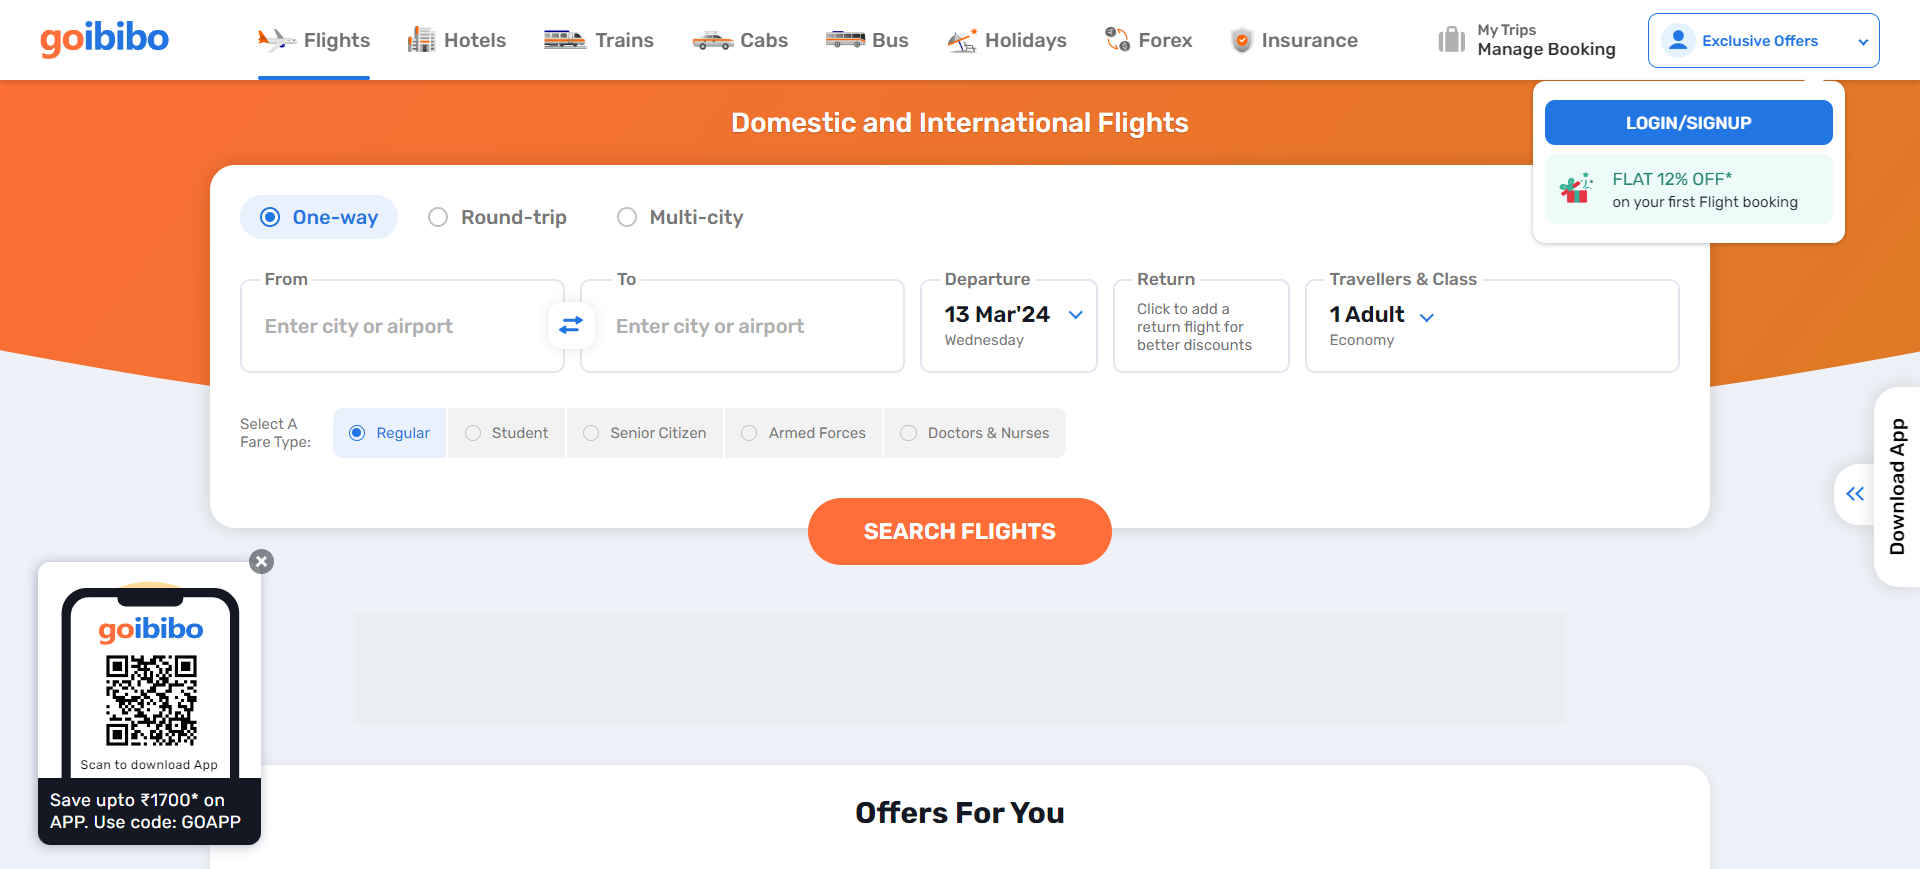 goibibo
Flights
Hotels
Trains
Cabs
Bus
Holidays
Forex
Insurance
My Trips
Manage Booking
Exclusive Offers
LOGIN/SIGNUP
FLAT 12% OFF*
on your first Flight booking
Domestic and International Flights
One-way
Round-trip
Multi-city
From
Enter city or airport
To
Enter city or airport
Departure
13 Mar'24
Wednesday
Return
Click to add a
return flight for
better discounts
Travellers & Class
1 Adult
Economy
Select A
Fare Type:
Regular
Student
Senior Citizen
Armed Forces
Doctors & Nurses
SEARCH FLIGHTS
Download App
goibibo
Scan to download App
Save upto ₹1700* on
APP. Use code: GOAPP
Offers For You